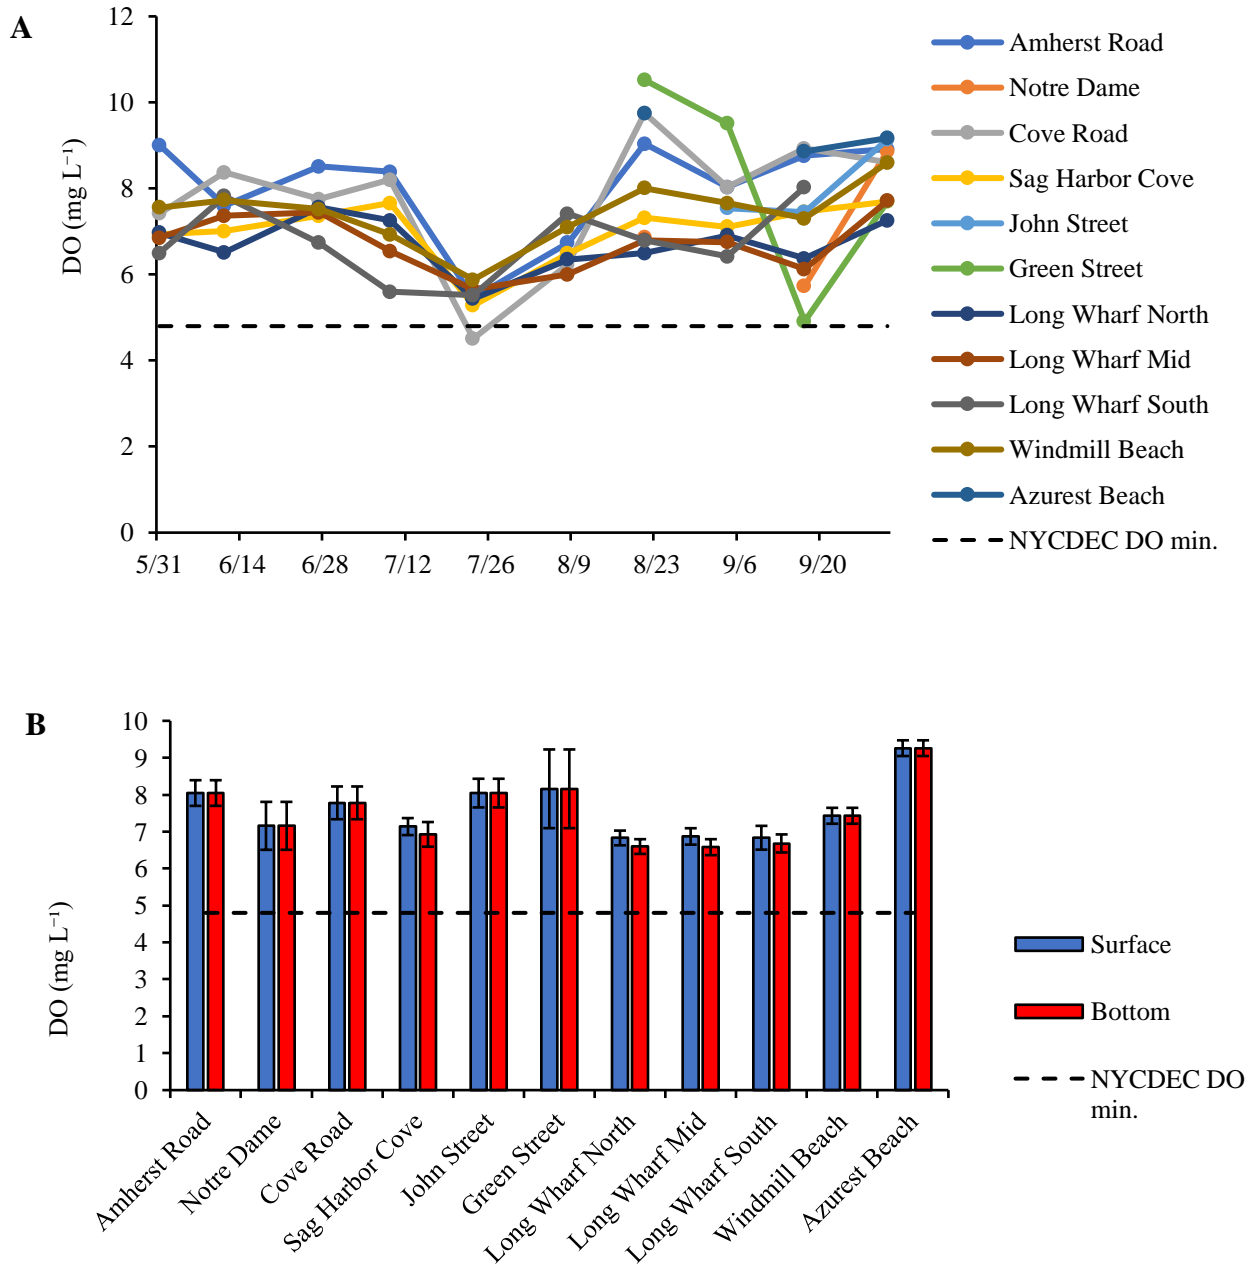 A
12
10
8
6
4
2
0
DO (mg L⁻¹)
5/31
6/14
6/28
7/12
7/26
8/9
8/23
9/6
9/20
Amherst Road
Notre Dame
Cove Road
Sag Harbor Cove
John Street
Green Street
Long Wharf North
Long Wharf Mid
Long Wharf South
Windmill Beach
Azurest Beach
NYCDEC DO min.
B
10
9
8
7
6
5
4
3
2
1
0
DO (mg L⁻¹)
Amherst Road
Notre Dame
Cove Road
Sag Harbor Cove
John Street
Green Street
Long Wharf North
Long Wharf Mid
Long Wharf South
Windmill Beach
Azurest Beach
Surface
Bottom
NYCDEC DO
min.